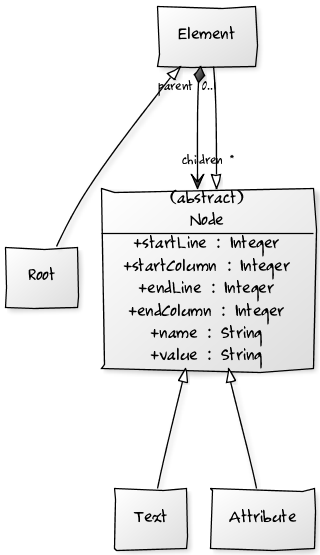 Element
parent 0..
children *
(abstract)
Node
Root
+startLine : Integer
+startColumn : Integer
+endLine : Integer
+endColumn : Integer
+name : String
+value : String
Text
Attribute